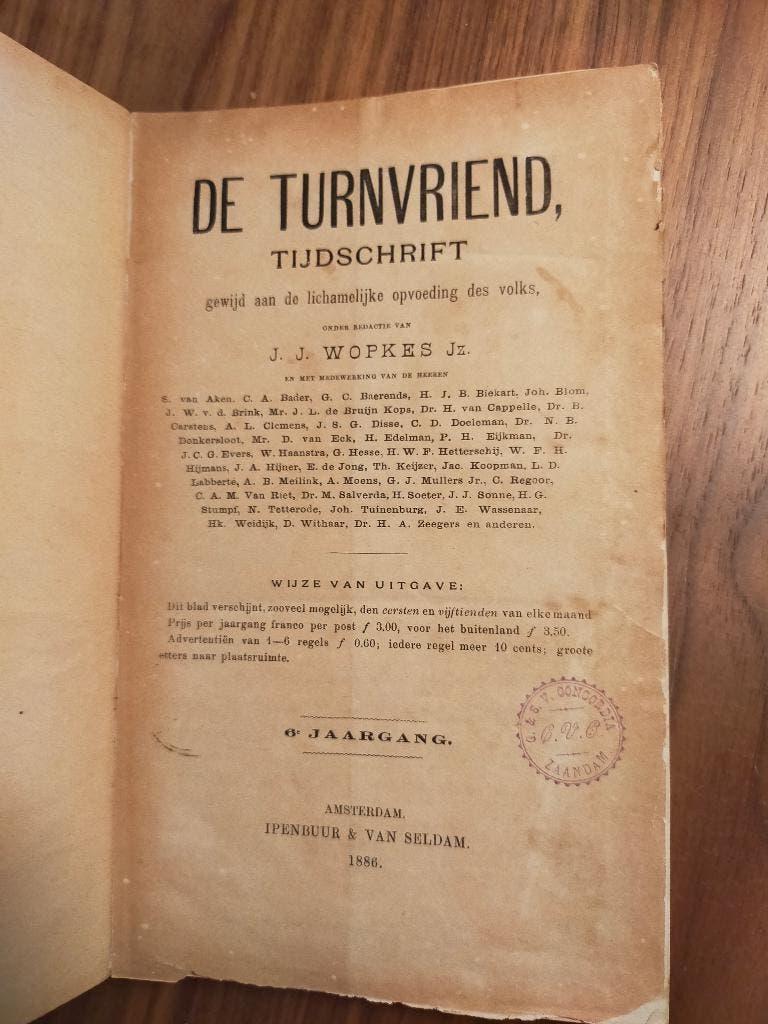 DE TURNVRIEND,
TIJDSCHRIFT
gewijd aan de lichamelijke opvoeding des volks,
ONDER REDACTIE VAN
J. J. WOPKES Jz.
EN MET MEDEWERKING VAN DE HEEREN
S. van Aken, C. A. Bader, G. C. Baerends, H. J. B. Biekart, Joh. Blom,
J. W. v. d. Brink, Mr. J. L. de Bruijn Kops, Dr. H. van Cappelle, Dr. B.
Carstens, A. L. Clemens, J. S. G. Disse, C. D. Doeleman, Dr. N. B.
Donkersloot, Mr. D. van Eck, H. Edelman, P. H. Eijkman, Dr.
J. C. G. Evers, W. Haanstra, G. Hesse, H. W. F. Hetterschij, W. F. H.
Hijmans, J. A. Hijner, E. de Jong, Th. Keijzer, Jac. Koopman, L. D.
Labberté, A. B. Meilink, A. Moens, G. J. Mullers Jr., C. Regoor,
C. A. M. Van Riet, Dr. M. Salverda, H. Soeter, J. J. Sonne, H. G.
Stumpf, N. Tetterode, Joh. Tuinenburg, J. E. Wassenaar,
Hk. Weidijk, D. Withaar, Dr. H. A. Zeegers en anderen.
WIJZE VAN UITGAVE:
Dit blad verschijnt, zooveel mogelijk, den eersten en vijftienden van elke maand
Prijs per jaargang franco per post ƒ 3.00, voor het buitenland ƒ 3.50.
Advertentiën van 1—6 regels ƒ 0.60; iedere regel meer 10 cents; groote
etters naar plaatsruimte.
6e JAARGANG.
G. & S. V. CONCORDIA
C. V. C
ZAANDAM
AMSTERDAM.
IPENBUUR & VAN SELDAM.
1886.